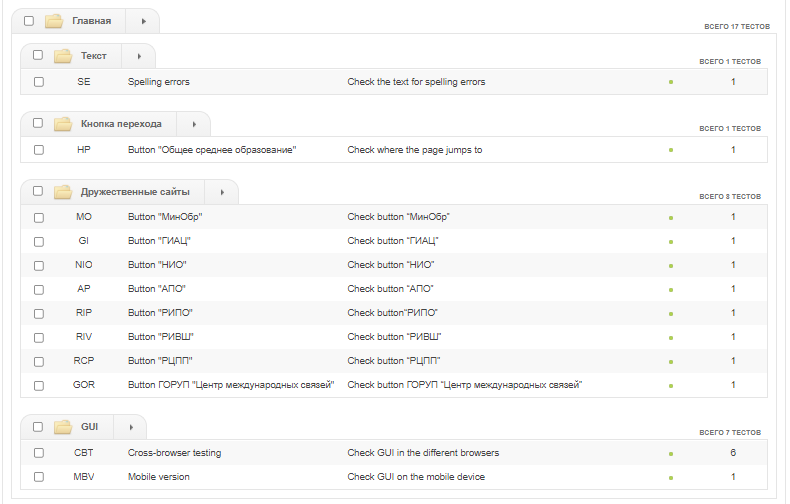 Главная
ВСЕГО 17 ТЕСТОВ
Текст
ВСЕГО 1 ТЕСТОВ
SE Spelling errors Check the text for spelling errors 1
Кнопка перехода
ВСЕГО 1 ТЕСТОВ
HP Button "Общее среднее образование" Check where the page jumps to 1
Дружественные сайты
ВСЕГО 8 ТЕСТОВ
MO Button "МинОбр" Check button "МинОбр" 1
GI Button "ГИАЦ" Check button "ГИАЦ" 1
NIO Button "НИО" Check button "НИО" 1
AP Button "АПО" Check button "АПО" 1
RIP Button "РИПО" Check button"РИПО" 1
RIV Button "РИВШ" Check button "РИВШ" 1
RCP Button "РЦПП" Check button "РЦПП" 1
GOR Button ГОРУП "Центр международных связей" Check button ГОРУП "Центр международных связей" 1
GUI
ВСЕГО 7 ТЕСТОВ
CBT Cross-browser testing Check GUI in the different browsers 6
MBV Mobile version Check GUI on the mobile device 1